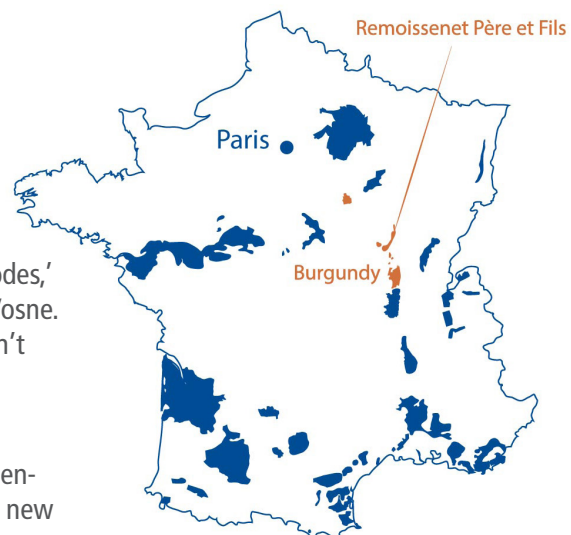 Remoissenet Père et Fils
Paris
Burgundy
odes,’
osne.
n’t
en-
new